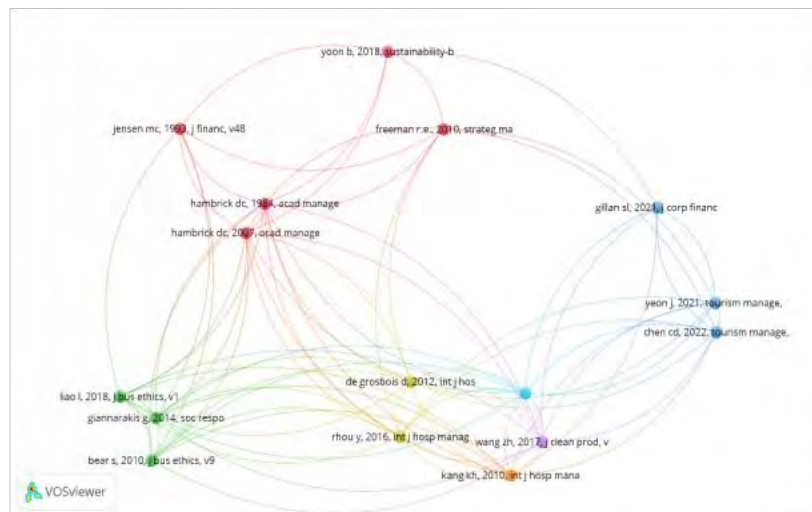 yoon b, 2018, sustainability-b
jensen mc, 1993, j financ, v48
freeman r.e., 2010, strateg ma
hambrick dc, 1984, acad manage
gillan sl, 2021, j corp financ
hambrick dc, 2007, acad manage
yeon j, 2021, tourism manage,
chen cd, 2022, tourism manage,
de grosbois d, 2012, int j hos
liao l, 2018, j bus ethics, v1
giannarakis g, 2014, soc respo
rhou y, 2016, int j hosp manag
wang zh, 2017, j clean prod, v
bear s, 2010, j bus ethics, v9
kang kh, 2010, int j hosp mana
VOSviewer